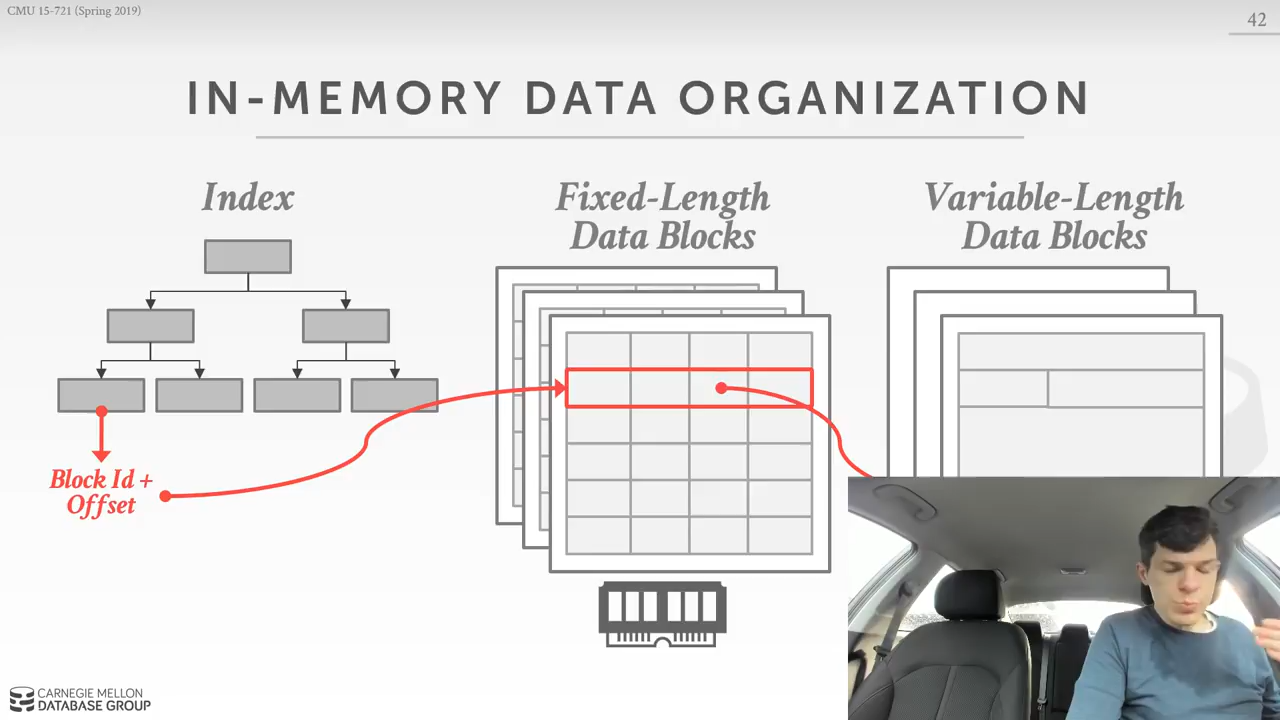 CMU 15-721 (Spring 2019)
42
IN-MEMORY DATA ORGANIZATION
Index
Fixed-Length
Data Blocks
Variable-Length
Data Blocks
Block Id +
Offset
CARNEGIE MELLON
DATABASE GROUP